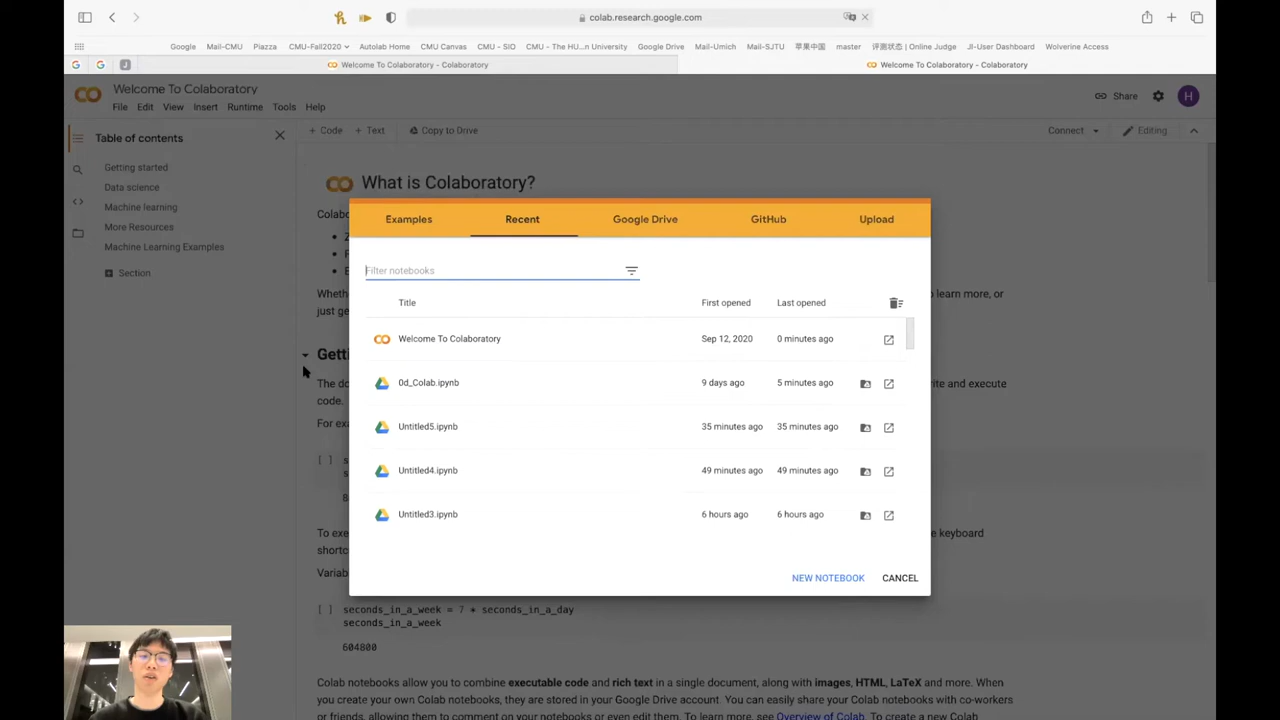 colab.research.google.com
Google Mail-CMU Piazza CMU-Fall2020 Autolab Home CMU Canvas CMU - SIO CMU - The HU...n University Google Drive Mail-Umich Mail-SJTU 苹果中国 master 评测状态 | Online Judge JI-User Dashboard Wolverine Access
G G J Welcome To Colaboratory - Colaboratory Welcome To Colaboratory - Colaboratory
Welcome To Colaboratory
File Edit View Insert Runtime Tools Help
Share H
Table of contents
+ Code + Text Copy to Drive Connect Editing
Getting started
Data science
Machine learning
More Resources
Machine Learning Examples
Section
What is Colaboratory?
Colab
Wheth
o learn more, or
just ge
Getti
The do
rite and execute
code.
For exa
[ ] s
s
8
To exe
e keyboard
shortc
Variab
Examples Recent Google Drive GitHub Upload
Filter notebooks
Title First opened Last opened
Welcome To Colaboratory Sep 12, 2020 0 minutes ago
0d_Colab.ipynb 9 days ago 5 minutes ago
Untitled5.ipynb 35 minutes ago 35 minutes ago
Untitled4.ipynb 49 minutes ago 49 minutes ago
Untitled3.ipynb 6 hours ago 6 hours ago
NEW NOTEBOOK CANCEL
[ ] seconds_in_a_week = 7 * seconds_in_a_day
seconds_in_a_week
604800
Colab notebooks allow you to combine executable code and rich text in a single document, along with images, HTML, LaTeX and more. When
you create your own Colab notebooks, they are stored in your Google Drive account. You can easily share your Colab notebooks with co-workers
or friends, allowing them to comment on your notebooks or even edit them. To learn more, see Overview of Colab. To create a new Colab